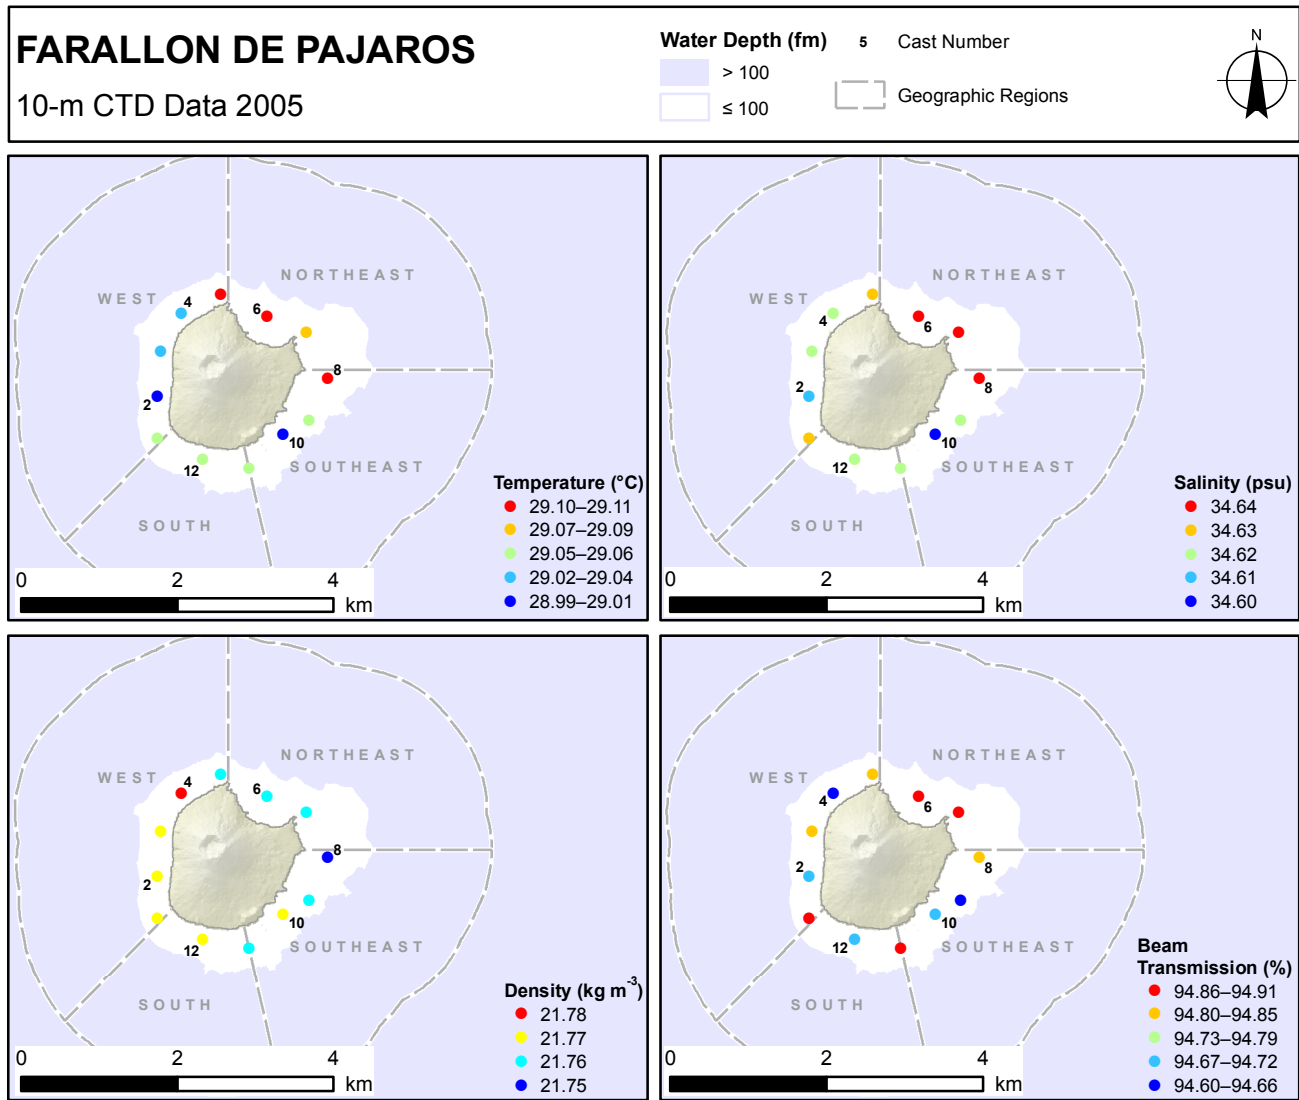 FARALLON DE PAJAROS
10-m CTD Data 2005
Water Depth (fm)
> 100
≤ 100
5 Cast Number
Geographic Regions
N
NORTHEAST
WEST
4
6
8
2
10
12
SOUTHEAST
SOUTH
Temperature (°C)
29.10–29.11
29.07–29.09
29.05–29.06
29.02–29.04
28.99–29.01
0 2 4
km
NORTHEAST
WEST
4
6
8
2
10
12
SOUTHEAST
SOUTH
Salinity (psu)
34.64
34.63
34.62
34.61
34.60
0 2 4
km
NORTHEAST
WEST
4
6
8
2
10
12
SOUTHEAST
SOUTH
Density (kg m⁻³)
21.78
21.77
21.76
21.75
0 2 4
km
NORTHEAST
WEST
4
6
8
2
10
12
SOUTHEAST
SOUTH
Beam
Transmission (%)
94.86–94.91
94.80–94.85
94.73–94.79
94.67–94.72
94.60–94.66
0 2 4
km